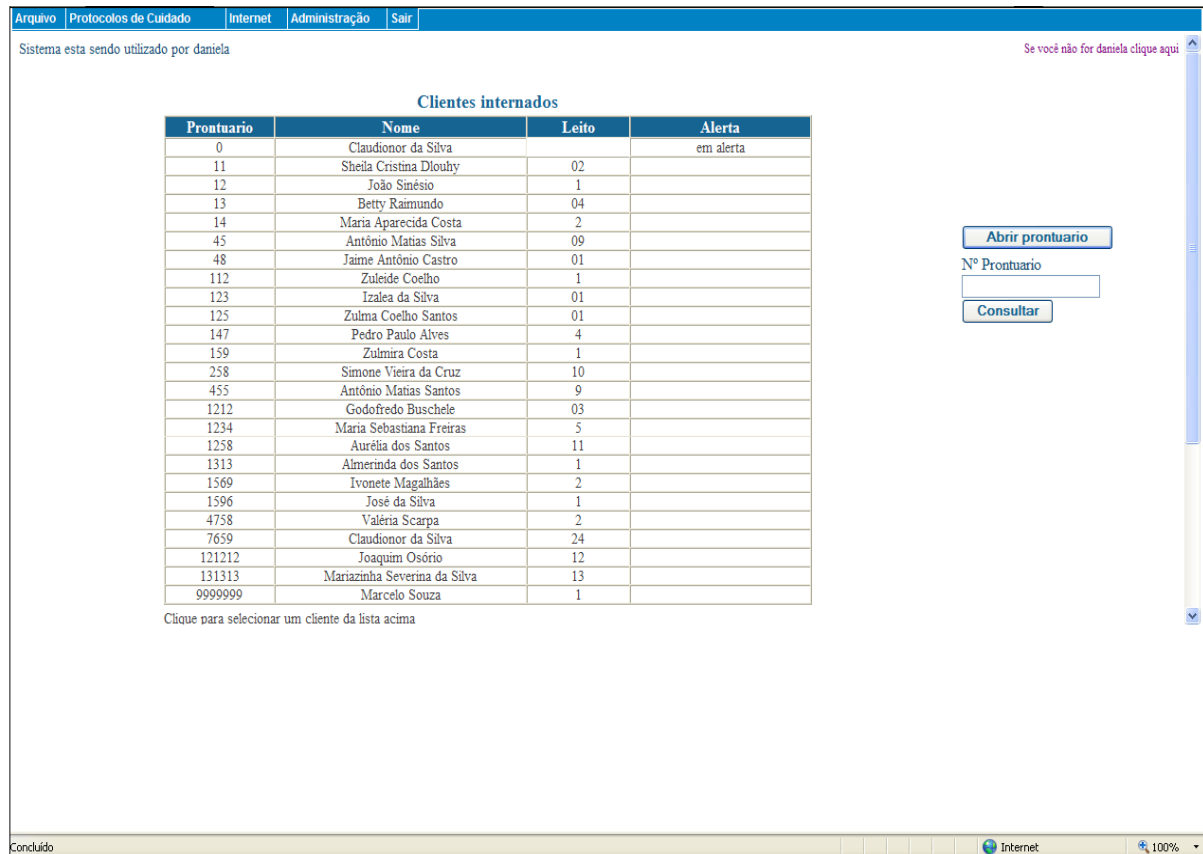 Arquivo Protocolos de Cuidado Internet Administração Sair
Sistema esta sendo utilizado por daniela Se você não for daniela clique aqui
Clientes internados
Prontuario Nome Leito Alerta
0 Claudionor da Silva em alerta
11 Sheila Cristina Dlouhy 02
12 João Sinésio 1
13 Betty Raimundo 04
14 Maria Aparecida Costa 2
45 Antônio Matias Silva 09
48 Jaime Antônio Castro 01
112 Zuleide Coelho 1
123 Izalea da Silva 01
125 Zulma Coelho Santos 01
147 Pedro Paulo Alves 4
159 Zulmira Costa 1
258 Simone Vieira da Cruz 10
455 Antônio Matias Santos 9
1212 Godofredo Buschele 03
1234 Maria Sebastiana Freiras 5
1258 Aurélia dos Santos 11
1313 Almerinda dos Santos 1
1569 Ivonete Magalhães 2
1596 José da Silva 1
4758 Valéria Scarpa 2
7659 Claudionor da Silva 24
121212 Joaquim Osório 12
131313 Mariazinha Severina da Silva 13
9999999 Marcelo Souza 1
Clique para selecionar um cliente da lista acima
Abrir prontuario
Nº Prontuario
Consultar
Concluído Internet 100%